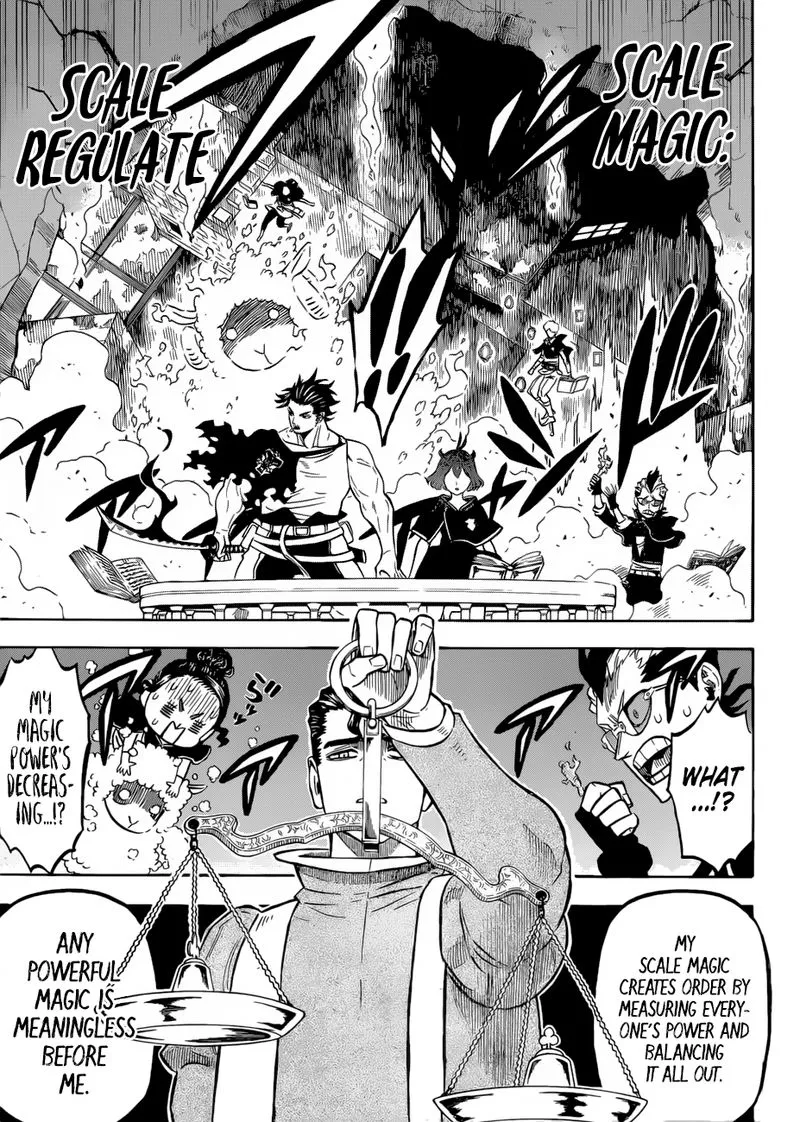 SCALE
MAGIC:
SCALE
REGULATE
WHAT
...!?
MY
MAGIC
POWER'S
DECREAS-
ING...!?
MY
SCALE MAGIC
CREATES ORDER BY
MEASURING EVERY-
ONE'S POWER AND
BALANCING
IT ALL OUT.
ANY
POWERFUL
MAGIC IS
MEANINGLESS
BEFORE
ME.